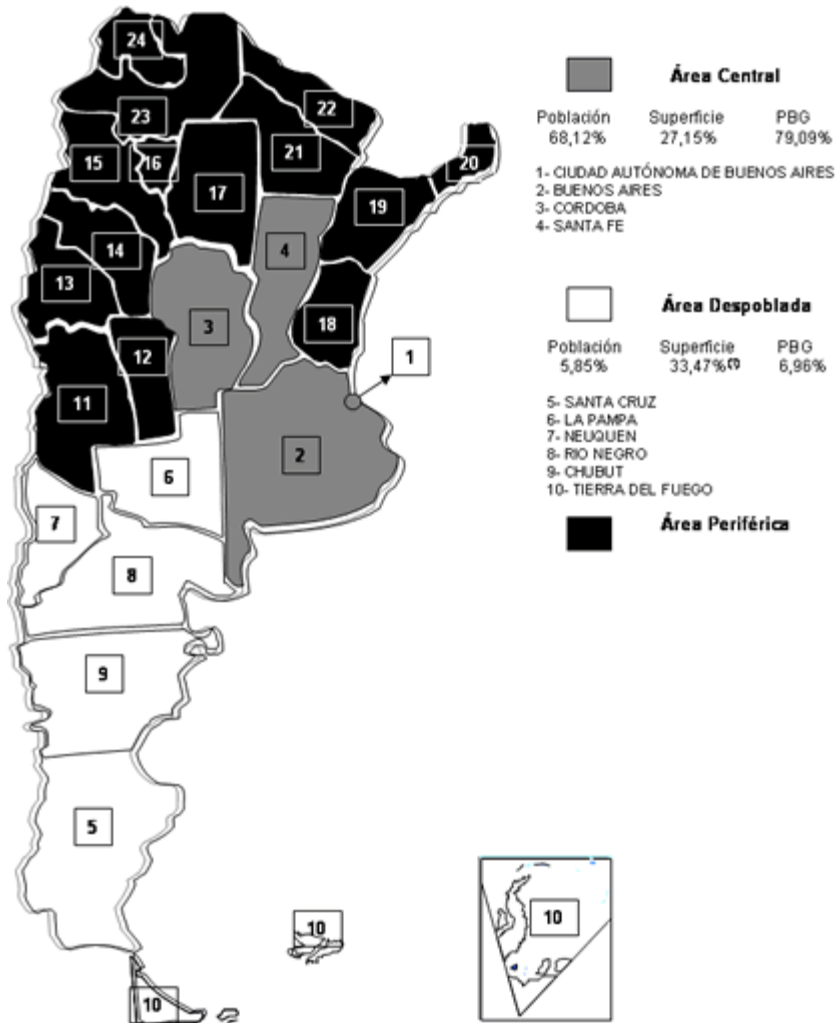 24
23
22
21
20
15
16
17
19
14
4
13
18
3
12
1
11
2
6
7
8
9
5
10
10
10
Área Central
Población Superficie PBG
68,12% 27,15% 79,09%
1- CIUDAD AUTÓNOMA DE BUENOS AIRES
2- BUENOS AIRES
3- CORDOBA
4- SANTA FE
Área Despoblada
Población Superficie PBG
5,85% 33,47% 6,96%
5- SANTA CRUZ
6- LA PAMPA
7- NEUQUEN
8- RIO NEGRO
9- CHUBUT
10- TIERRA DEL FUEGO
Área Periférica